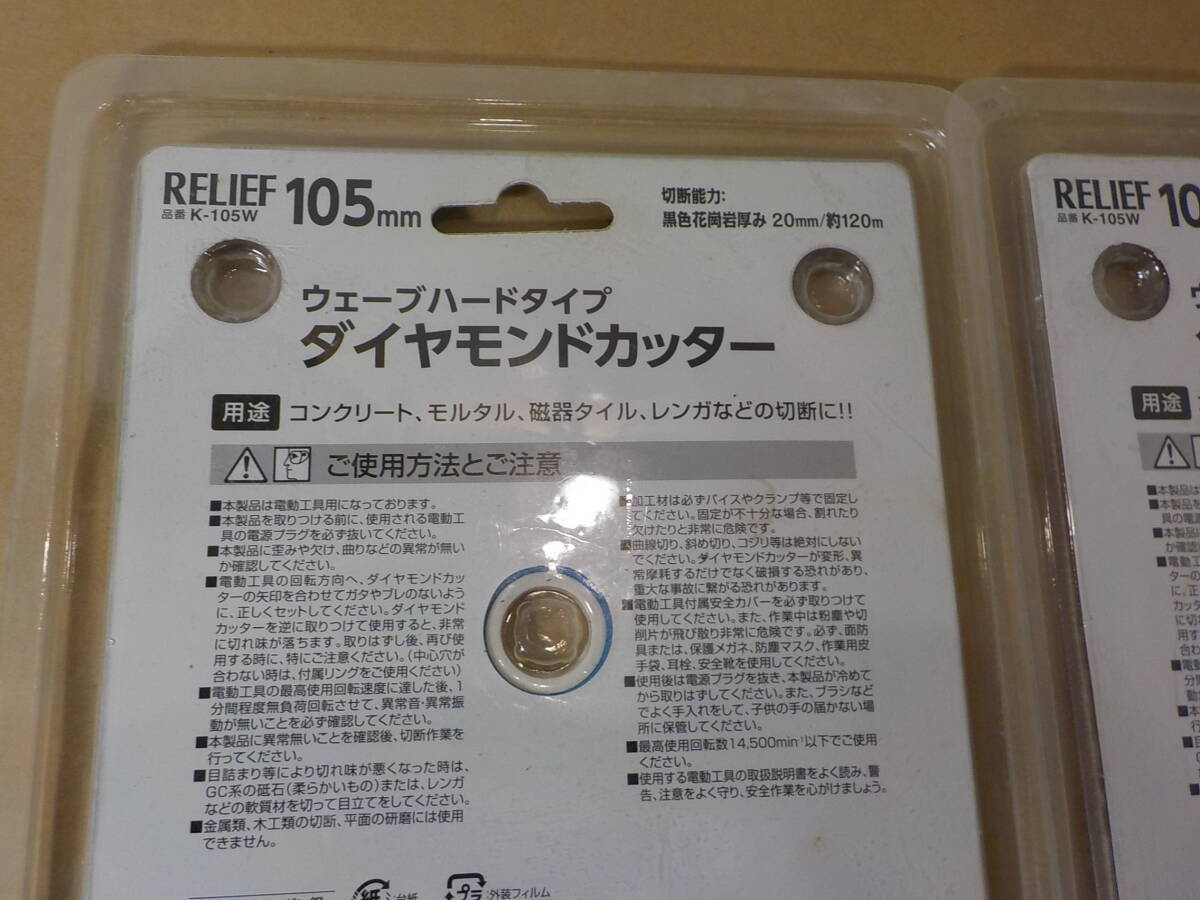 RELIEF 105mm
品番 K-105W
切断能力:
黒色花崗岩厚み 20mm/約120m
ウェーブハードタイプ
ダイヤモンドカッター
用途 コンクリート、モルタル、磁器タイル、レンガなどの切断に!!
ご使用方法とご注意
■本製品は電動工具用になっております。
■本製品を取りつける前に、使用される電動工
具の電源プラグを必ず抜いてください。
■本製品に歪みや欠け、曲りなどの異常が無い
か確認してください。
■電動工具の回転方向へ、ダイヤモンドカッ
ターの矢印を合わせてガタやブレのないよう
に、正しくセットしてください。ダイヤモンド
カッターを逆に取りつけて使用すると、非常
に切れ味が落ちます。取りはずし後、再び使
用する時に、特にご注意ください。(中心穴が
合わない時は、付属リングをご使用ください)
■電動工具の最高使用回転速度に達した後、1
分間程度無負荷回転させて、異常音・異常振
動が無いことを必ず確認してください。
■本製品に異常無いことを確認後、切断作業を
行ってください。
■目詰まり等により切れ味が悪くなった時は、
GC系の砥石(柔らかいもの)または、レンガ
などの軟質材を切って目立てをしてください。
■金属類、木工類の切断、平面の研磨には使用
できません。
■加工材は必ずバイスやクランプ等で固定し
てください。固定が不十分な場合、割れたり
欠けたりと非常に危険です。
■曲線切り、斜め切り、コジリ等は絶対にしない
でください。ダイヤモンドカッターが変形、異
常摩耗するだけでなく破損する恐れがあり、
重大な事故に繋がる恐れがあります。
■電動工具付属安全カバーを必ず取りつけて
使用してください。また、作業中は粉塵や切
削片が飛び散り非常に危険です。必ず、面防
具または、保護メガネ、防塵マスク、作業用皮
手袋、耳栓、安全靴を使用してください。
■使用後は電源プラグを抜き、本製品が冷めて
から取りはずしてください。また、ブラシなど
でよく手入れをして、子供の手の届かない場
所に保管してください。
■最高使用回転数14,500min⁻¹以下でご使用
ください。
■使用する電動工具の取扱説明書をよく読み、警
告、注意をよく守り、安全作業を心がけましょう。
紙 :台紙
プラ :外装フィルム
RELIEF 10
品番 K-105W
用途